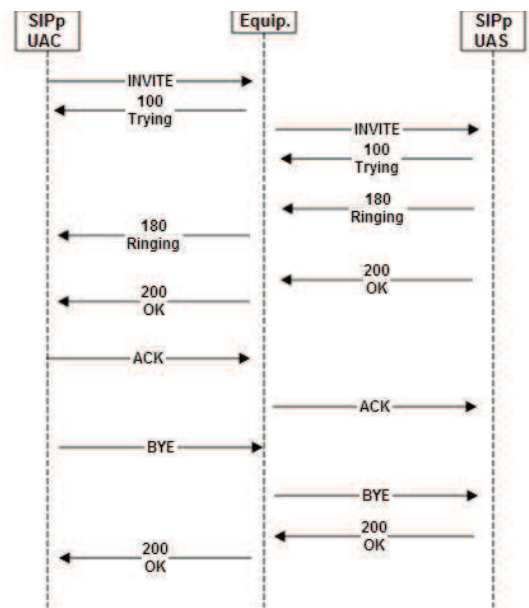 SIPp
UAC
Equip.
SIPp
UAS
INVITE
100
Trying
INVITE
100
Trying
180
Ringing
180
Ringing
200
OK
200
OK
ACK
ACK
BYE
BYE
200
OK
200
OK